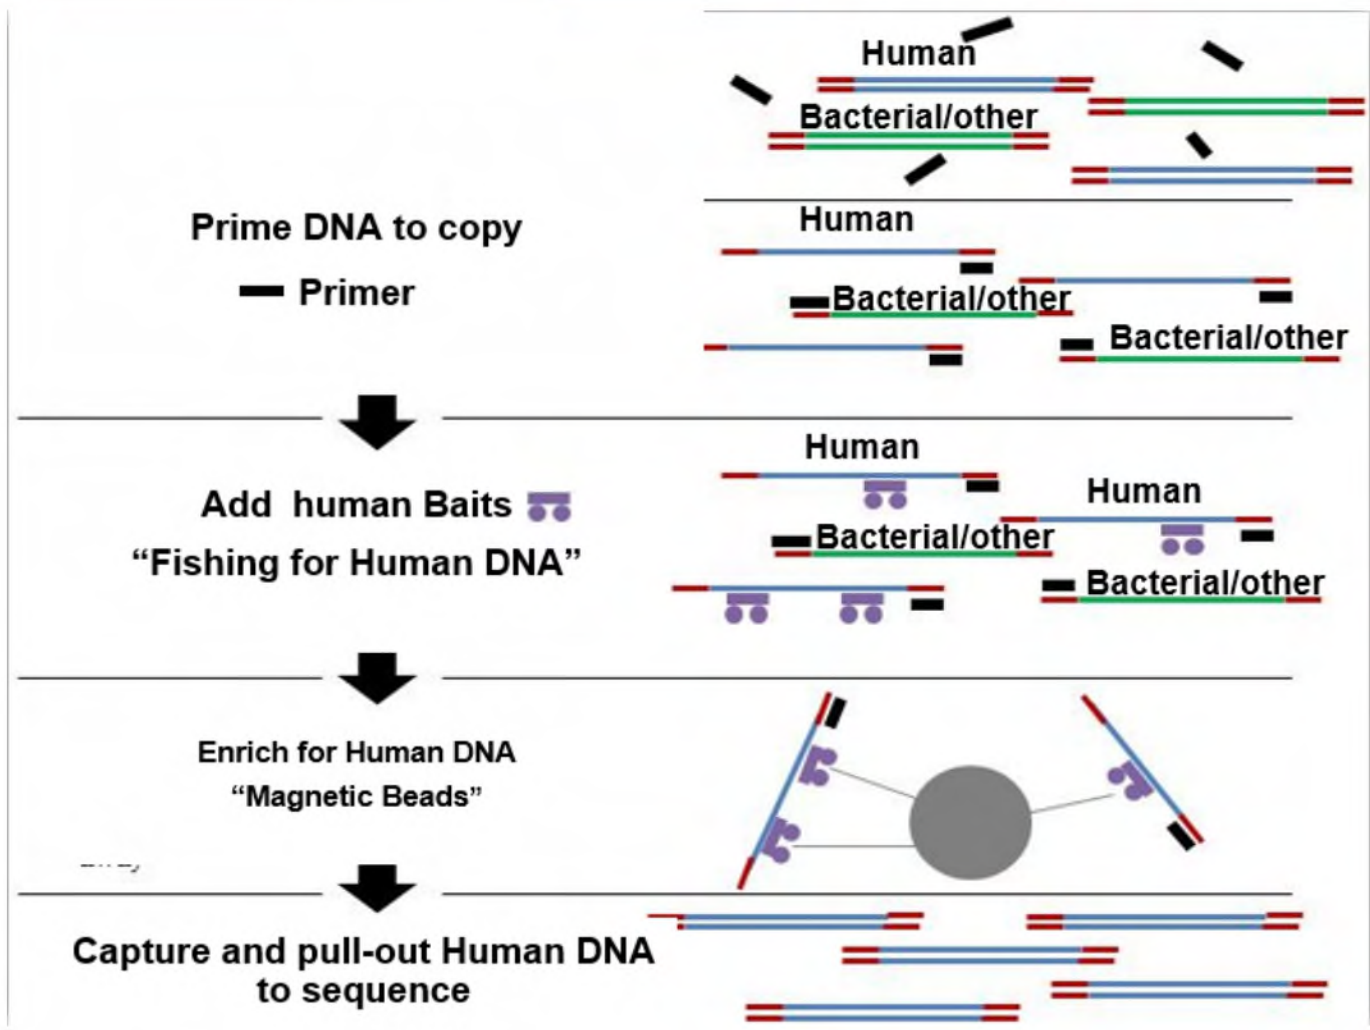 Human
Bacterial/other
Prime DNA to copy
Primer
Human
Bacterial/other
Bacterial/other
Add human Baits
“Fishing for Human DNA”
Human
Human
Bacterial/other
Bacterial/other
Enrich for Human DNA
“Magnetic Beads”
Capture and pull-out Human DNA
to sequence